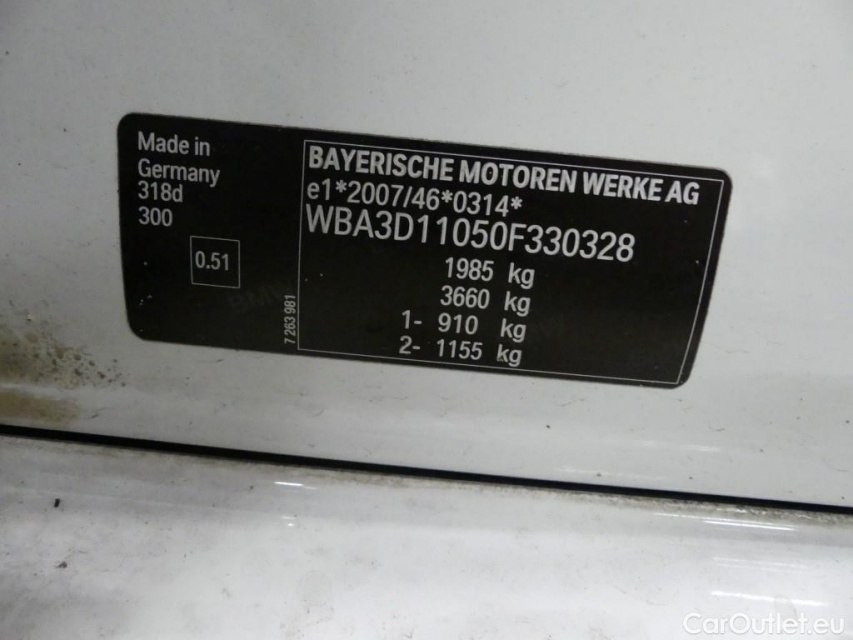 Made in
Germany
318d
300
0.51
7 263 981
BAYERISCHE MOTOREN WERKE AG
e1*2007/46*0314*
WBA3D11050F330328
1985 kg
3660 kg
1- 910 kg
2- 1155 kg
CarOutlet.eu